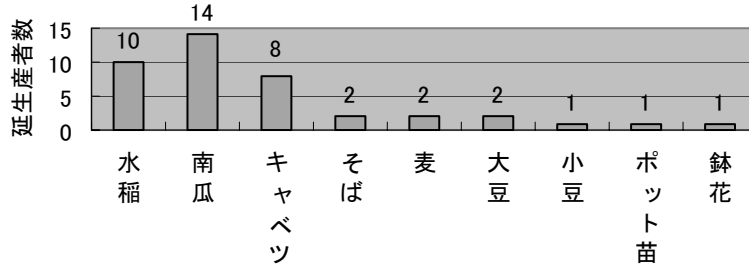 延生産者数
15
10
5
0
10
14
8
2
2
2
1
1
1
水稲
南瓜
キャベツ
そば
麦
大豆
小豆
ポット苗
鉢花